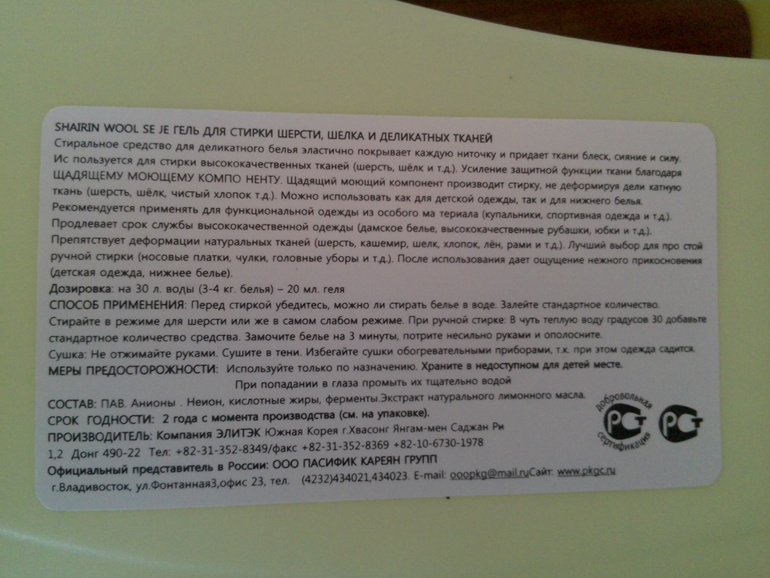 SHAIRIN WOOL SE JE ГЕЛЬ ДЛЯ СТИРКИ ШЕРСТИ, ШЕЛКА И ДЕЛИКАТНЫХ ТКАНЕЙ
Стиральное средство для деликатного белья эластично покрывает каждую ниточку и придает ткани блеск, сияние и силу.
Ис пользуется для стирки высококачественных тканей (шерсть, шёлк и т.д.). Усиление защитной функции ткани благодаря
ЩАДЯЩЕМУ МОЮЩЕМУ КОМПО НЕНТУ. Щадящий моющий компонент производит стирку, не деформируя дели катную
ткань (шерсть, шёлк, чистый хлопок т.д.). Можно использовать как для детской одежды, так и для нижнего белья.
Рекомендуется применять для функциональной одежды из особого ма териала (купальники, спортивная одежда и т.д.).
Продлевает срок службы высококачественной одежды (дамское белье, высококачественные рубашки, юбки и т.д.).
Препятствует деформации натуральных тканей (шерсть, кашемир, шелк, хлопок, лён, рами и т.д.). Лучший выбор для про стой
ручной стирки (носовые платки, чулки, головные уборы и т.д.). После использования дает ощущение нежного прикосновения
(детская одежда, нижнее белье).
Дозировка: на 30 л. воды (3-4 кг. белья) – 20 мл. геля
СПОСОБ ПРИМЕНЕНИЯ: Перед стиркой убедитесь, можно ли стирать белье в воде. Залейте стандартное количество.
Стирайте в режиме для шерсти или же в самом слабом режиме. При ручной стирке: В чуть теплую воду градусов 30 добавьте
стандартное количество средства. Замочите белье на 3 минуты, потрите несильно руками и ополосните.
Сушка: Не отжимайте руками. Сушите в тени. Избегайте сушки обогревательными приборами, т.к. при этом одежда садится.
МЕРЫ ПРЕДОСТОРОЖНОСТИ: Используйте только по назначению. Храните в недоступном для детей месте.
При попадании в глаза промыть их тщательно водой
СОСТАВ: ПАВ. Анионы . Неион, кислотные жиры, ферменты.Экстракт натурального лимонного масла.
СРОК ГОДНОСТИ: 2 года с момента производства (см. на упаковке).
ПРОИЗВОДИТЕЛЬ: Компания ЭЛИТЭК Южная Корея г.Хвасонг Янгам-мен Саджан Ри
1,2 Донг 490-22 Тел: +82-31-352-8349/факс +82-31-352-8369 +82-10-6730-1978
Официальный представитель в России: ООО ПАСИФИК КАРЕЯН ГРУПП
г.Владивосток, ул.Фонтанная3,офис 23, тел. (4232)434021,434023. E-mail: ooopkg@mail.ruСайт: www.pkgc.ru
добровольная
РСТ РСТ
сертификация